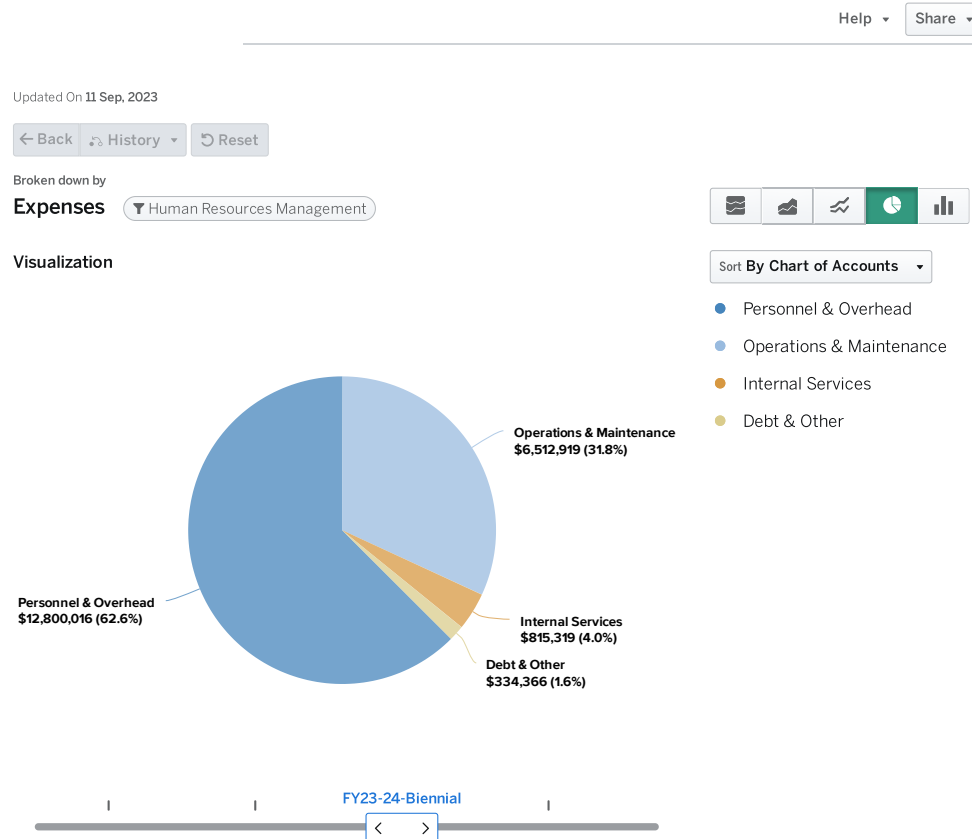 Help
Share
Updated On 11 Sep, 2023
Back
History
Reset
Broken down by
Expenses
Human Resources Management
Visualization
Sort By Chart of Accounts
Personnel & Overhead
Operations & Maintenance
Internal Services
Debt & Other
Operations & Maintenance
$6,512,919 (31.8%)
Personnel & Overhead
$12,800,016 (62.6%)
Internal Services
$815,319 (4.0%)
Debt & Other
$334,366 (1.6%)
FY23-24-Biennial